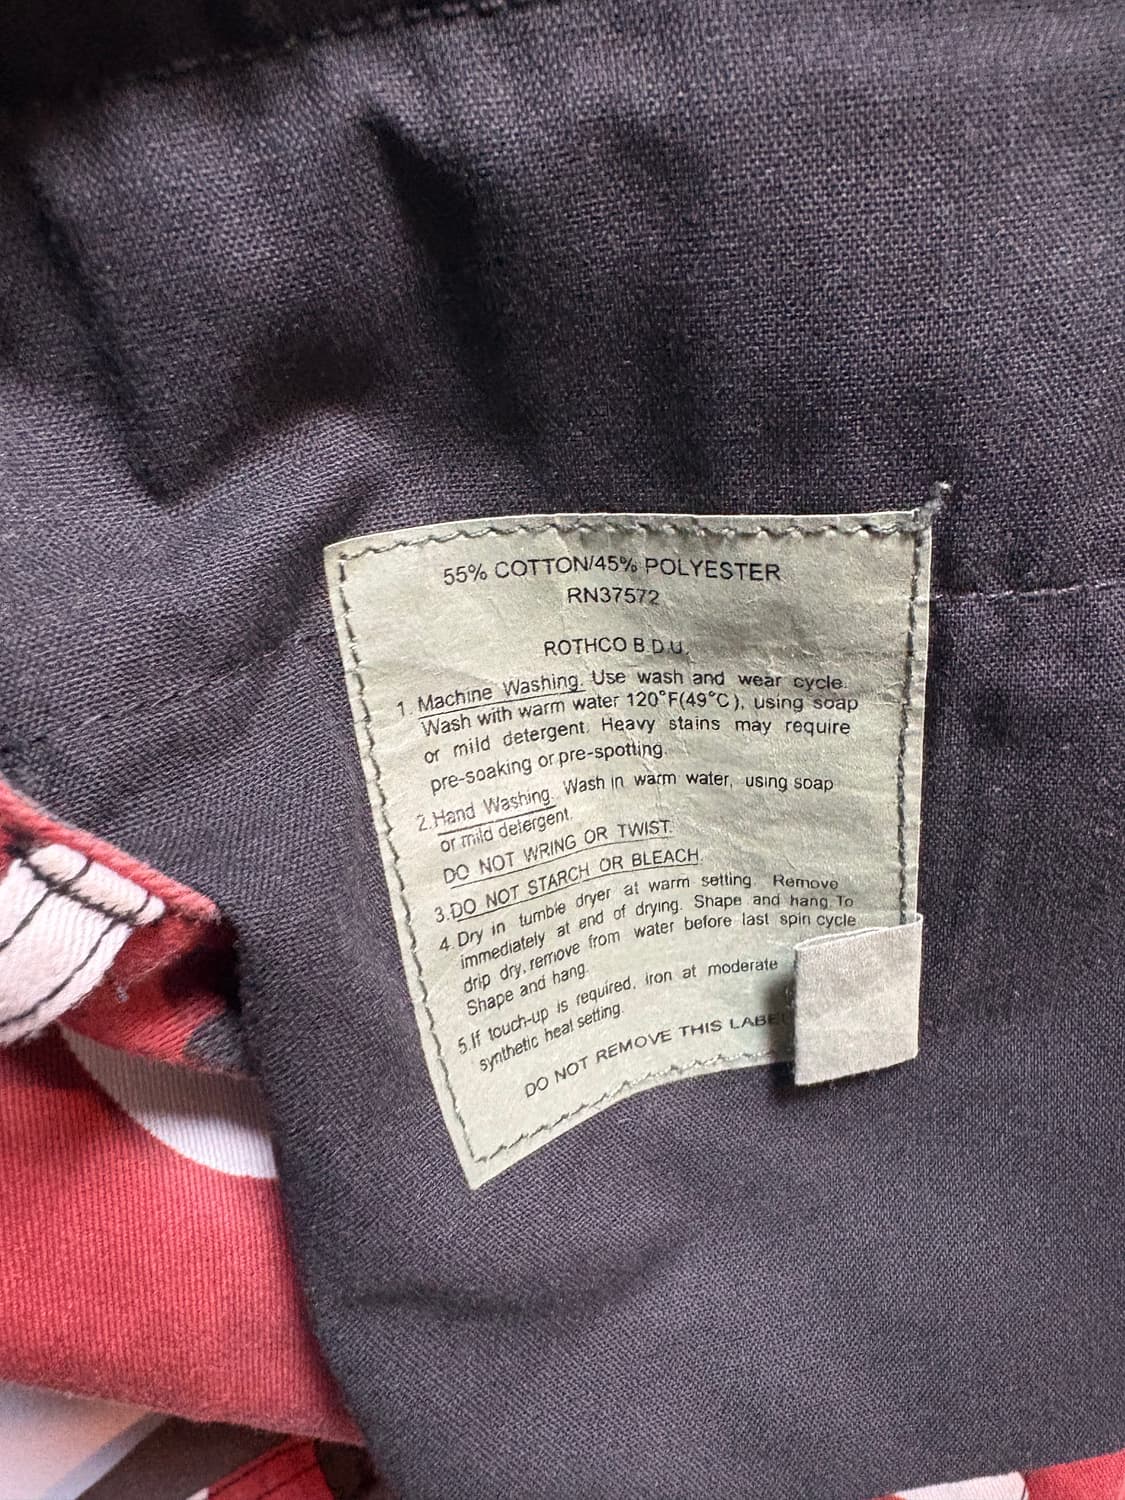 55% COTTON/45% POLYESTER
RN37572
ROTHCO B.D.U.
1. Machine Washing. Use wash and wear cycle.
Wash with warm water 120°F(49°C), using soap
or mild detergent. Heavy stains may require
pre-soaking or pre-spotting.
2.Hand Washing. Wash in warm water, using soap
or mild detergent.
DO NOT WRING OR TWIST.
3.DO NOT STARCH OR BLEACH.
4.Dry in tumble dryer at warm setting. Remove
immediately at end of drying. Shape and hang. To
drip dry, remove from water before last spin cycle
Shape and hang.
5.If touch-up is required, iron at moderate
synthetic heat setting.
DO NOT REMOVE THIS LABEL